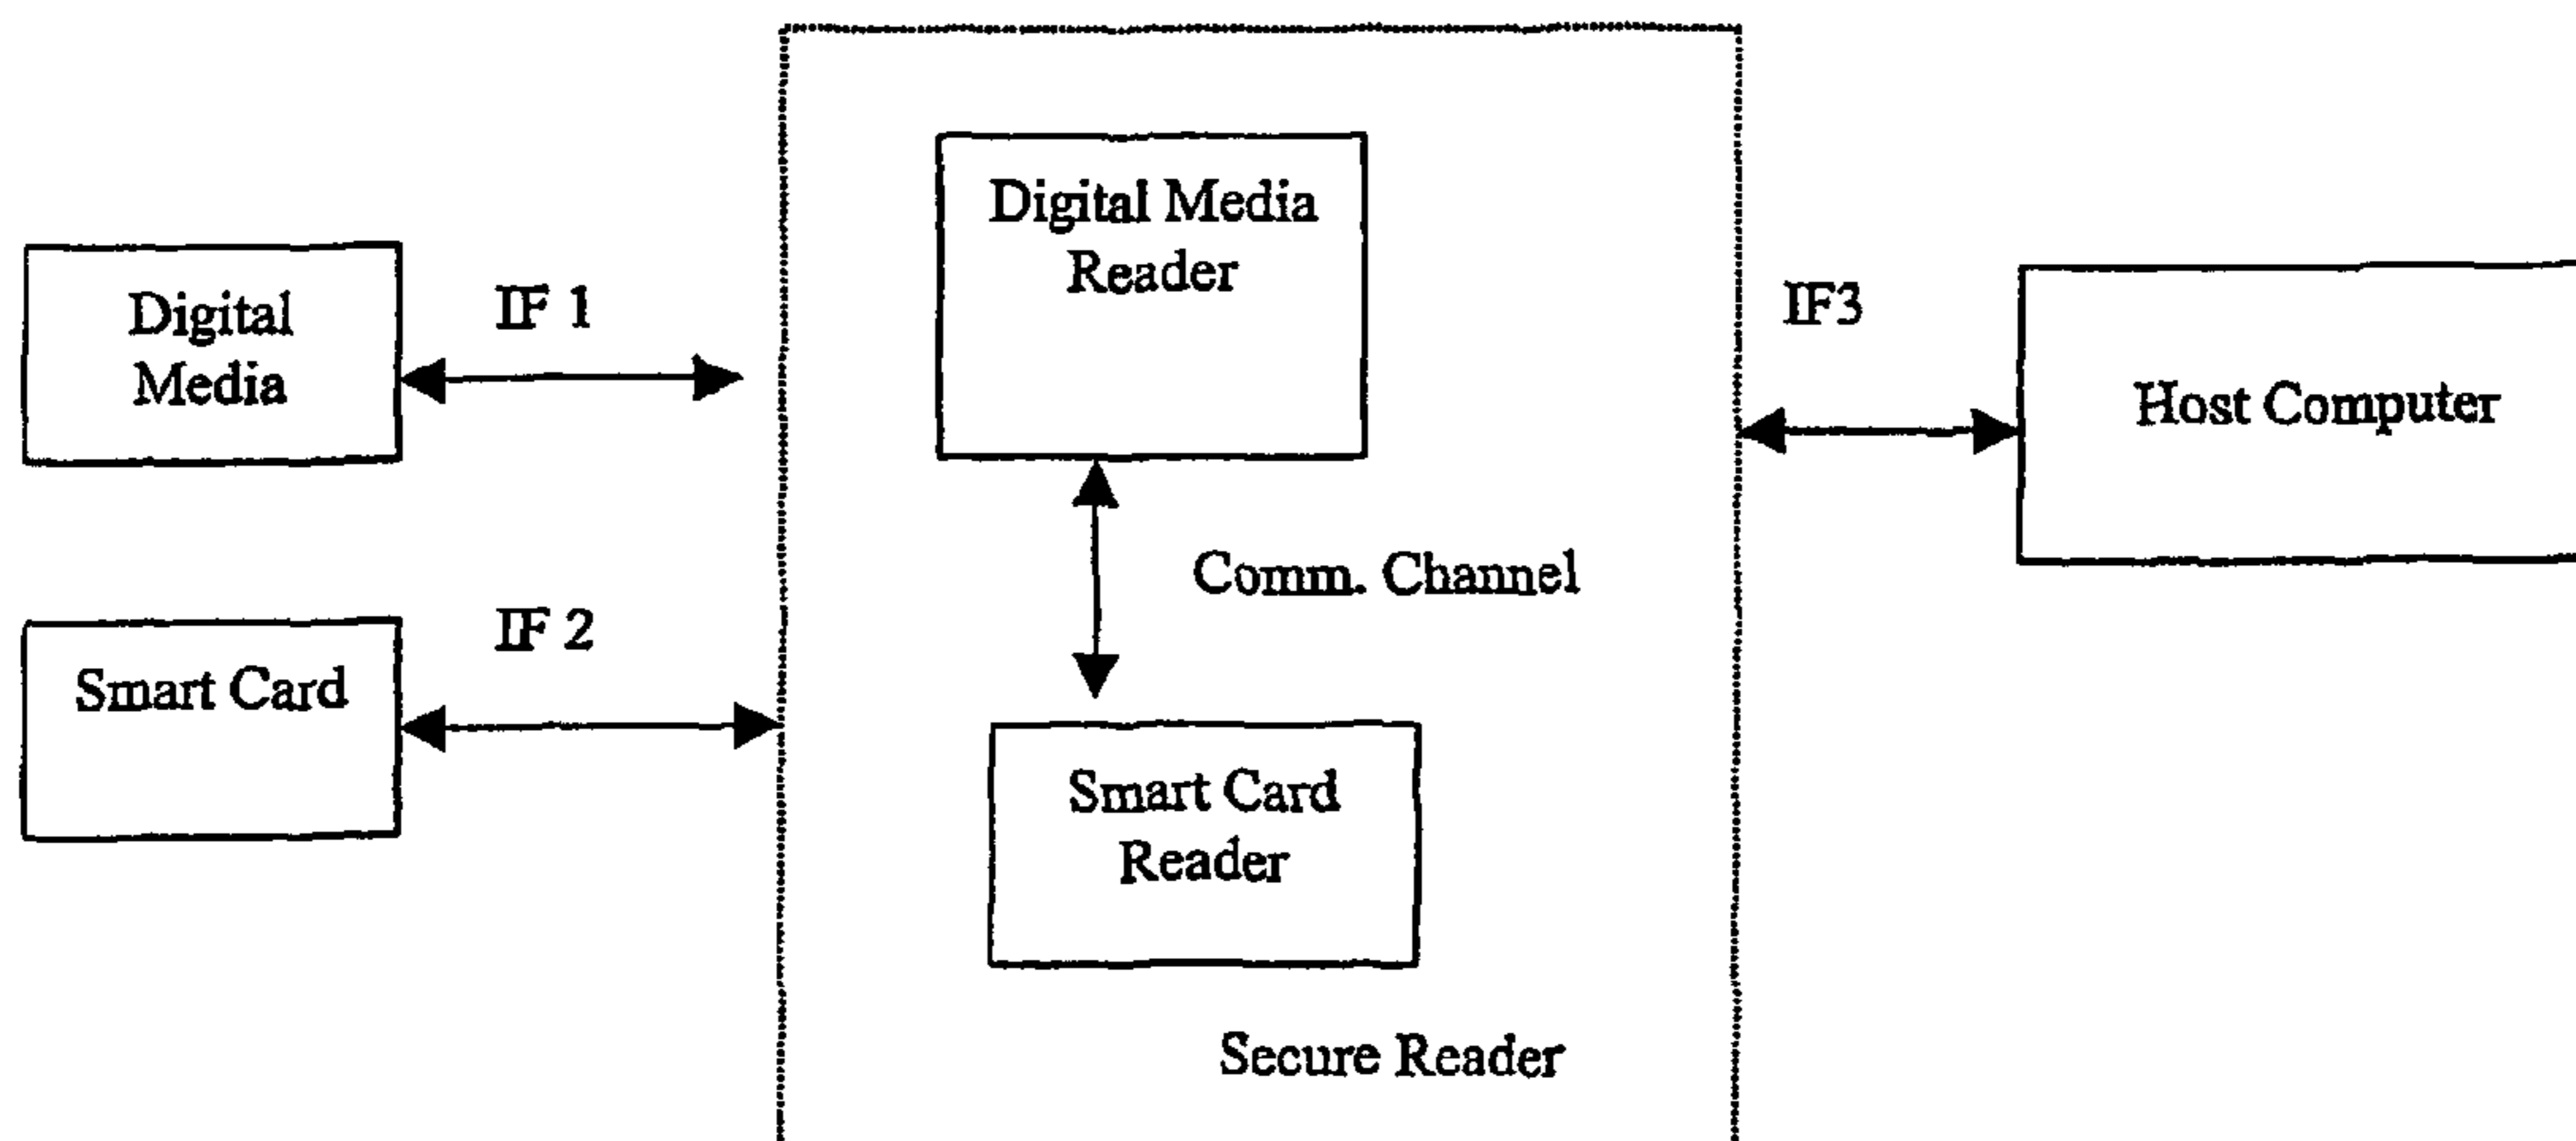 Digital
Media
IF 1
Smart Card
IF 2
Digital Media
Reader
Comm. Channel
Smart Card
Reader
Secure Reader
IF3
Host Computer